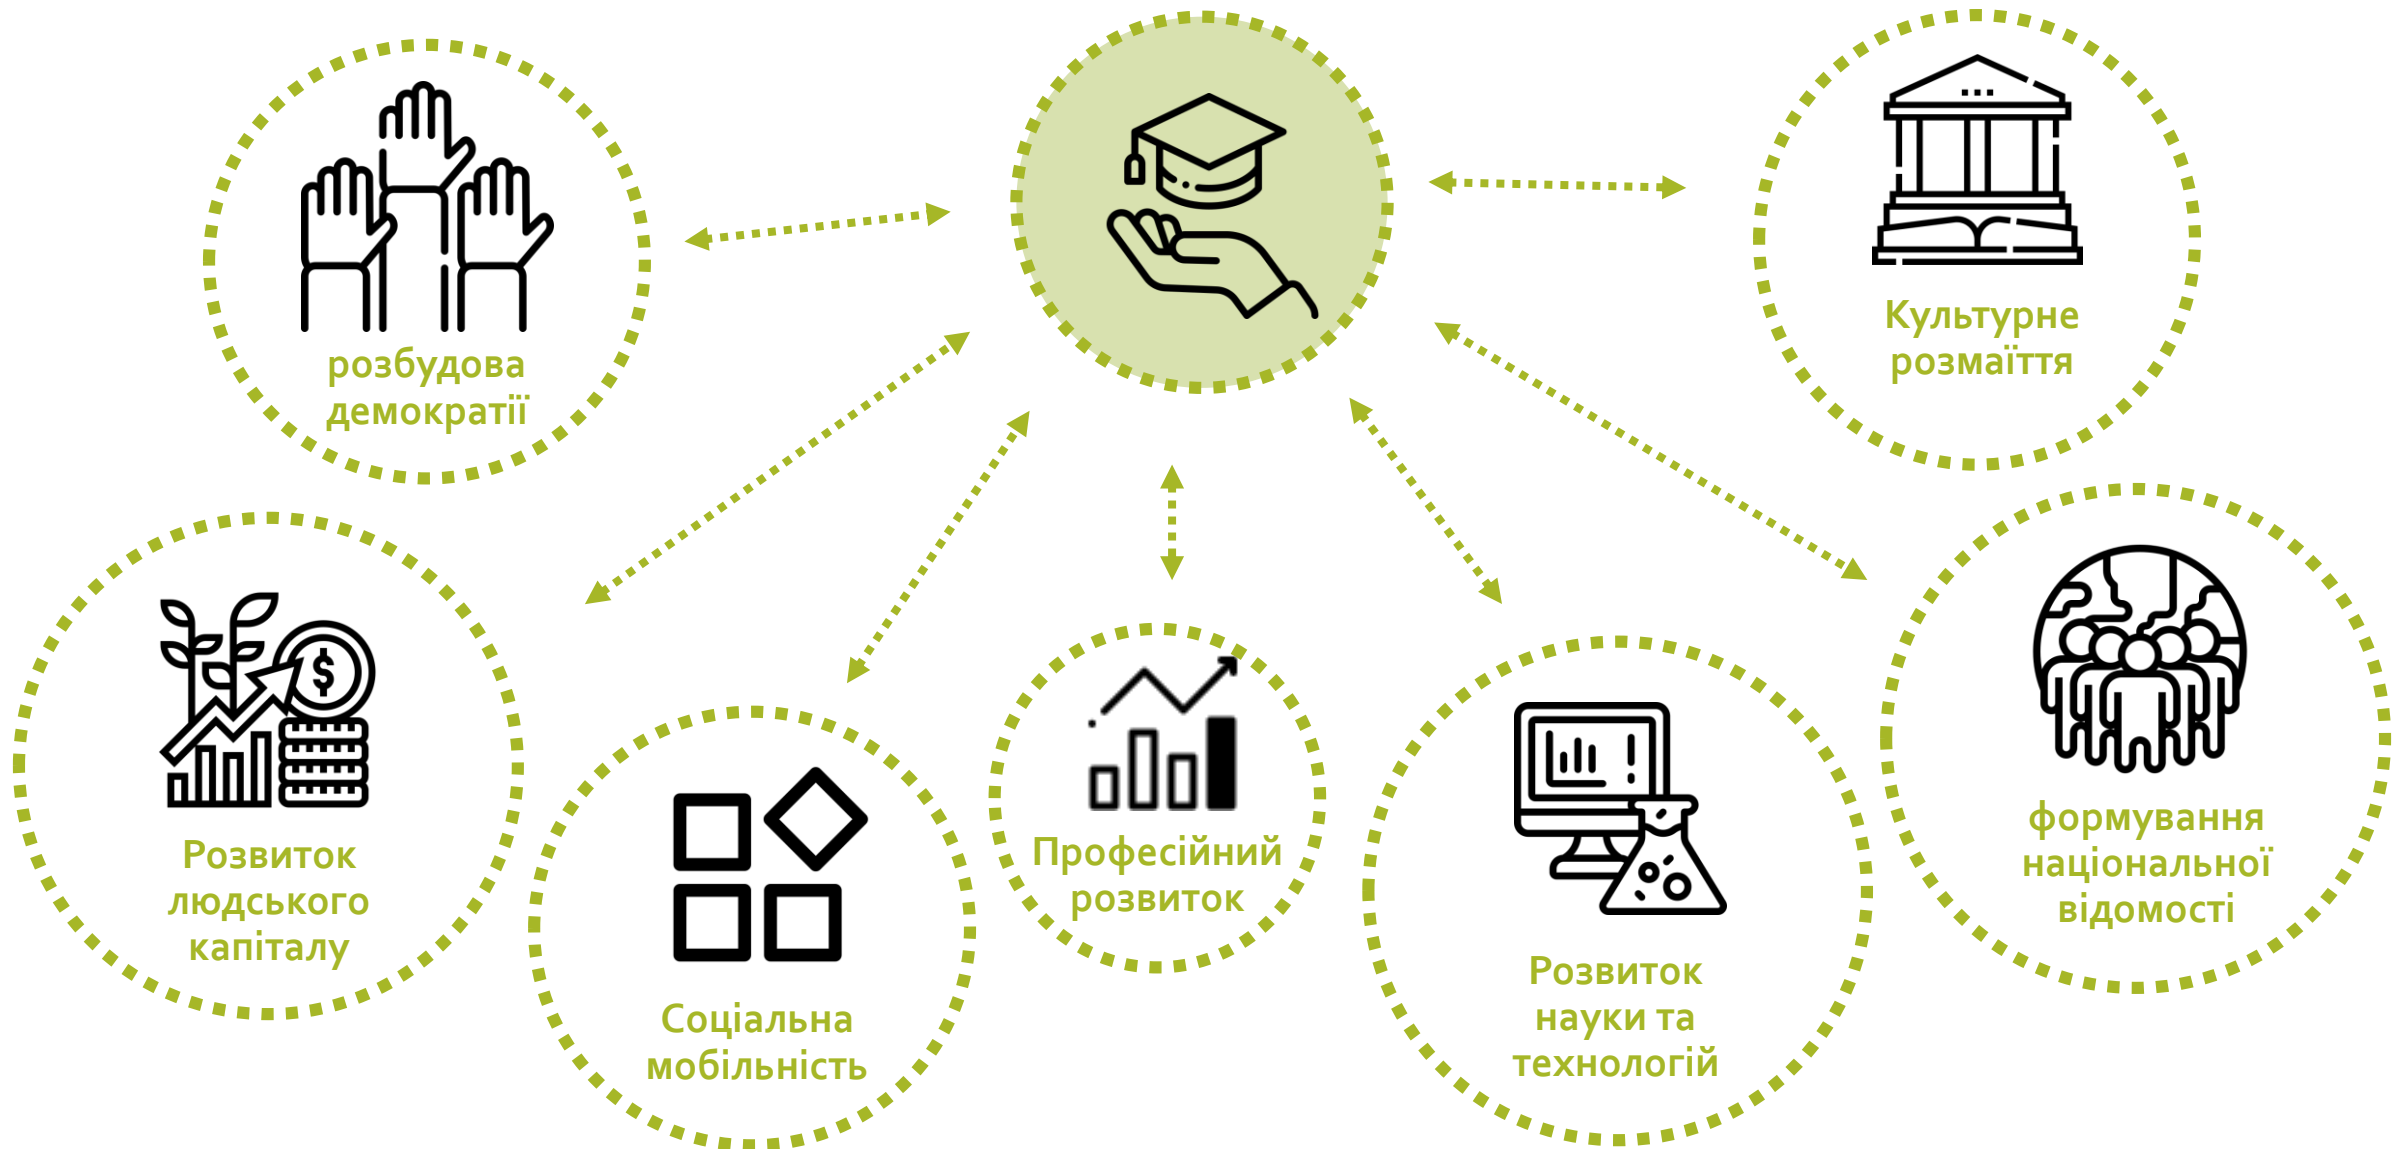 розбудова
демократії
Культурне
розмаїття
Розвиток
людського
капіталу
Соціальна
мобільність
Професійний
розвиток
Розвиток
науки та
технологій
формування
національної
відомості
$